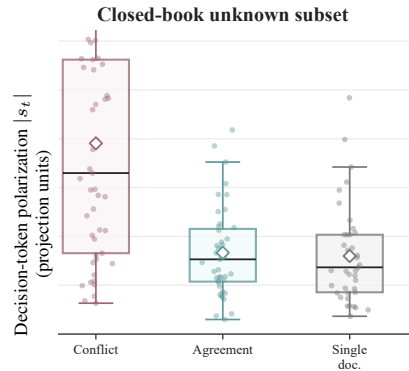 Closed-book unknown subset
Decision-token polarization |s_t|
(projection units)
Conflict
Agreement
Single
doc.